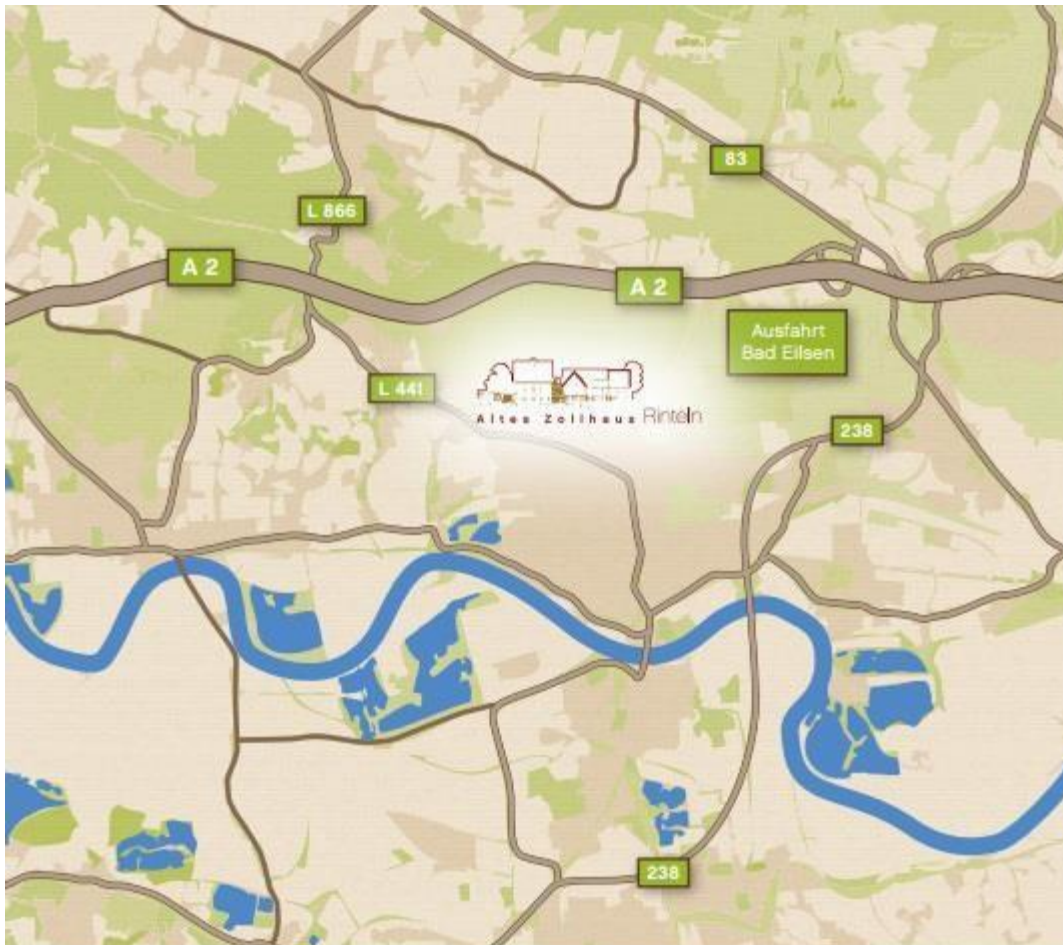 83
L 866
A 2
A 2
Ausfahrt
Bad Eilsen
L 441
Altes Zollhaus Rinteln
238
238